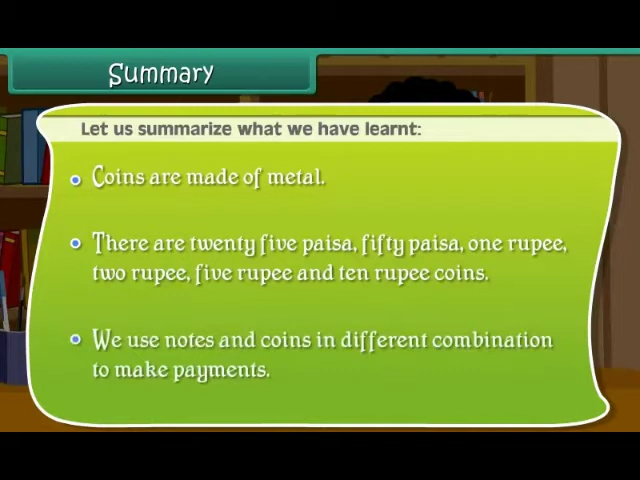 Summary
Let us summarize what we have learnt:
Coins are made of metal.
There are twenty five paisa, fifty paisa, one rupee,
two rupee, five rupee and ten rupee coins.
We use notes and coins in different combination
to make payments.